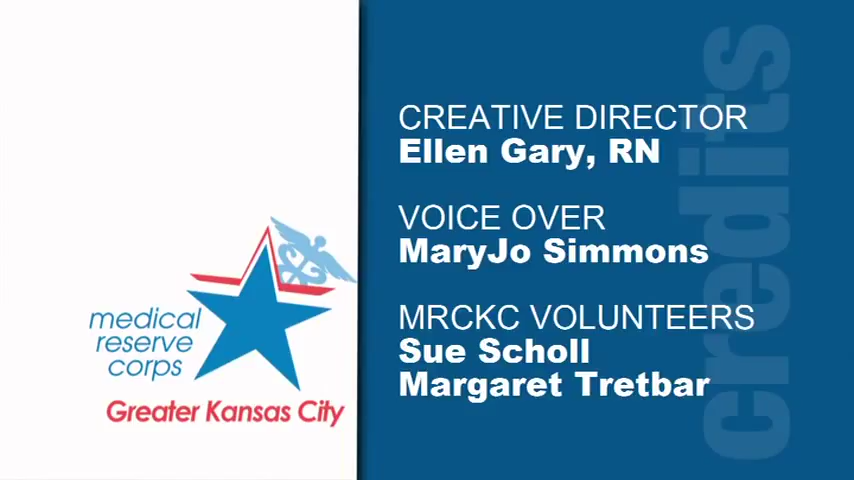 medical
reserve
corps
Greater Kansas City
CREATIVE DIRECTOR
Ellen Gary, RN
VOICE OVER
MaryJo Simmons
MRCKC VOLUNTEERS
Sue Scholl
Margaret Tretbar
credits